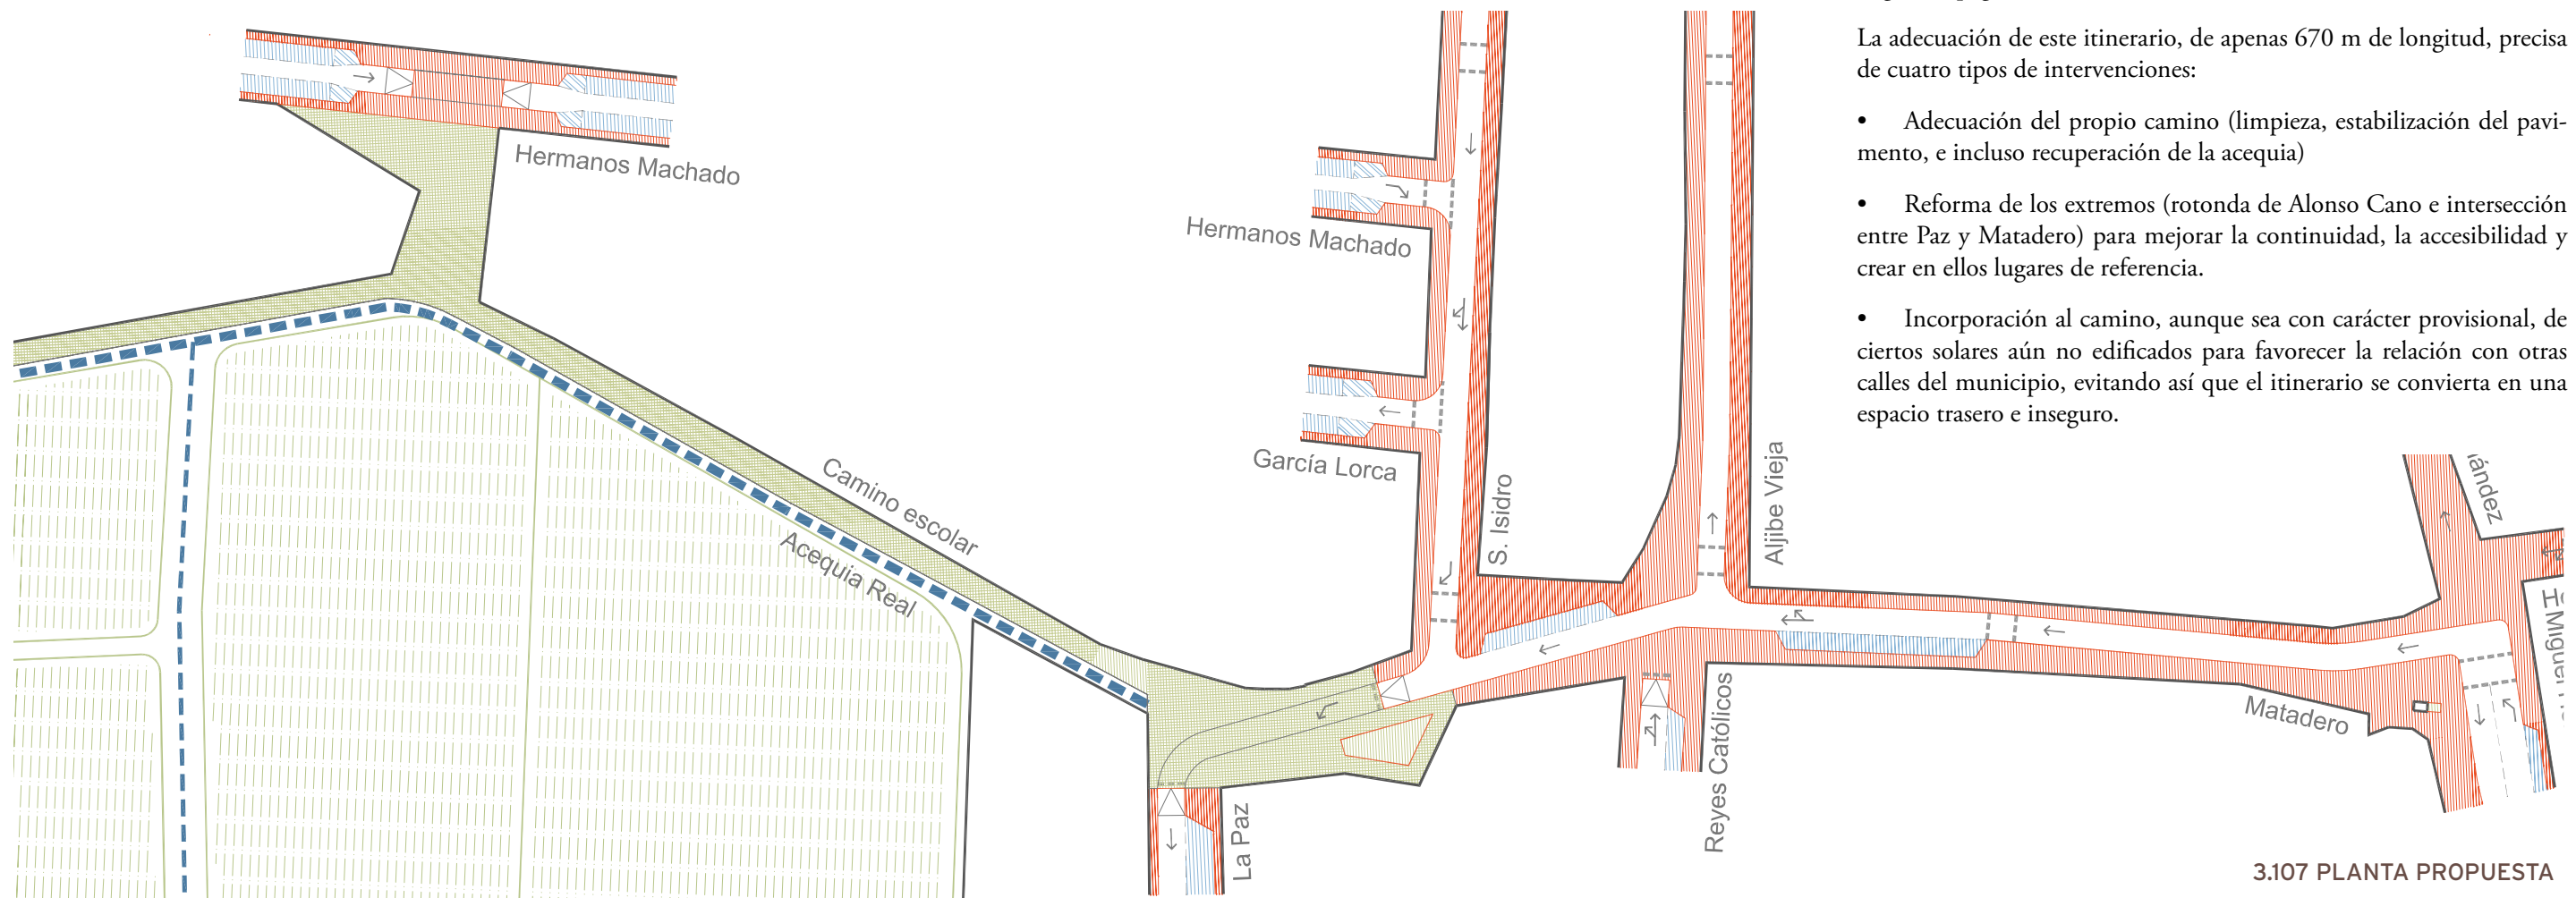 La adecuación de este itinerario, de apenas 670 m de longitud, precisa
de cuatro tipos de intervenciones:
• Adecuación del propio camino (limpieza, estabilización del pavi-
mento, e incluso recuperación de la acequia)
• Reforma de los extremos (rotonda de Alonso Cano e intersección
entre Paz y Matadero) para mejorar la continuidad, la accesibilidad y
crear en ellos lugares de referencia.
• Incorporación al camino, aunque sea con carácter provisional, de
ciertos solares aún no edificados para favorecer la relación con otras
calles del municipio, evitando así que el itinerario se convierta en una
espacio trasero e inseguro.
Hermanos Machado
Hermanos Machado
García Lorca
S. Isidro
Aljibe Vieja
Camino escolar
Acequia Real
La Paz
Reyes Católicos
Matadero
ández
3.107 PLANTA PROPUESTA